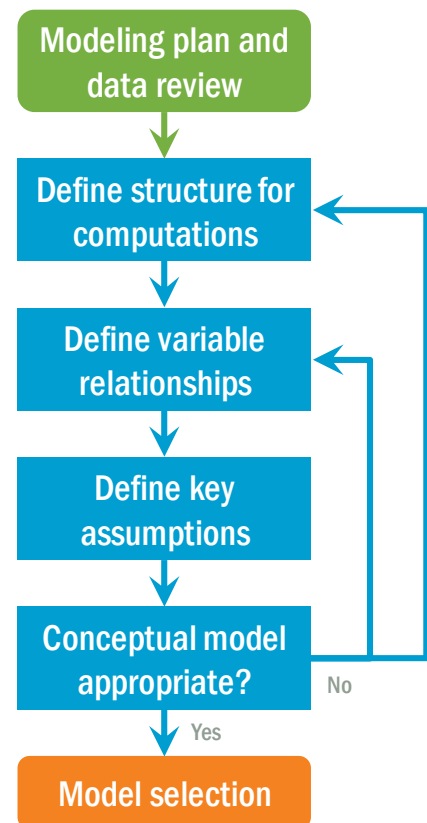 Modeling plan and
data review
Define structure for
computations
Define variable
relationships
Define key
assumptions
Conceptual model
appropriate?
No
Yes
Model selection